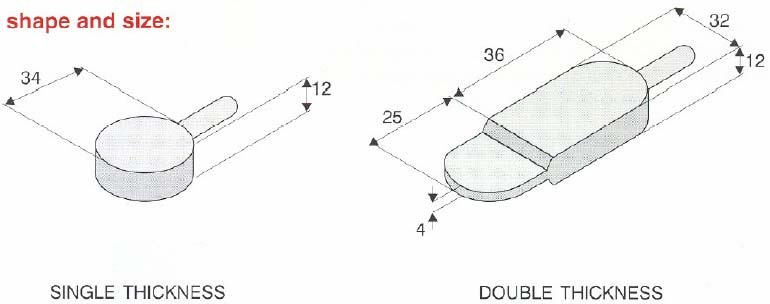 shape and size:
34
12
36
32
12
25
4
SINGLE THICKNESS
DOUBLE THICKNESS